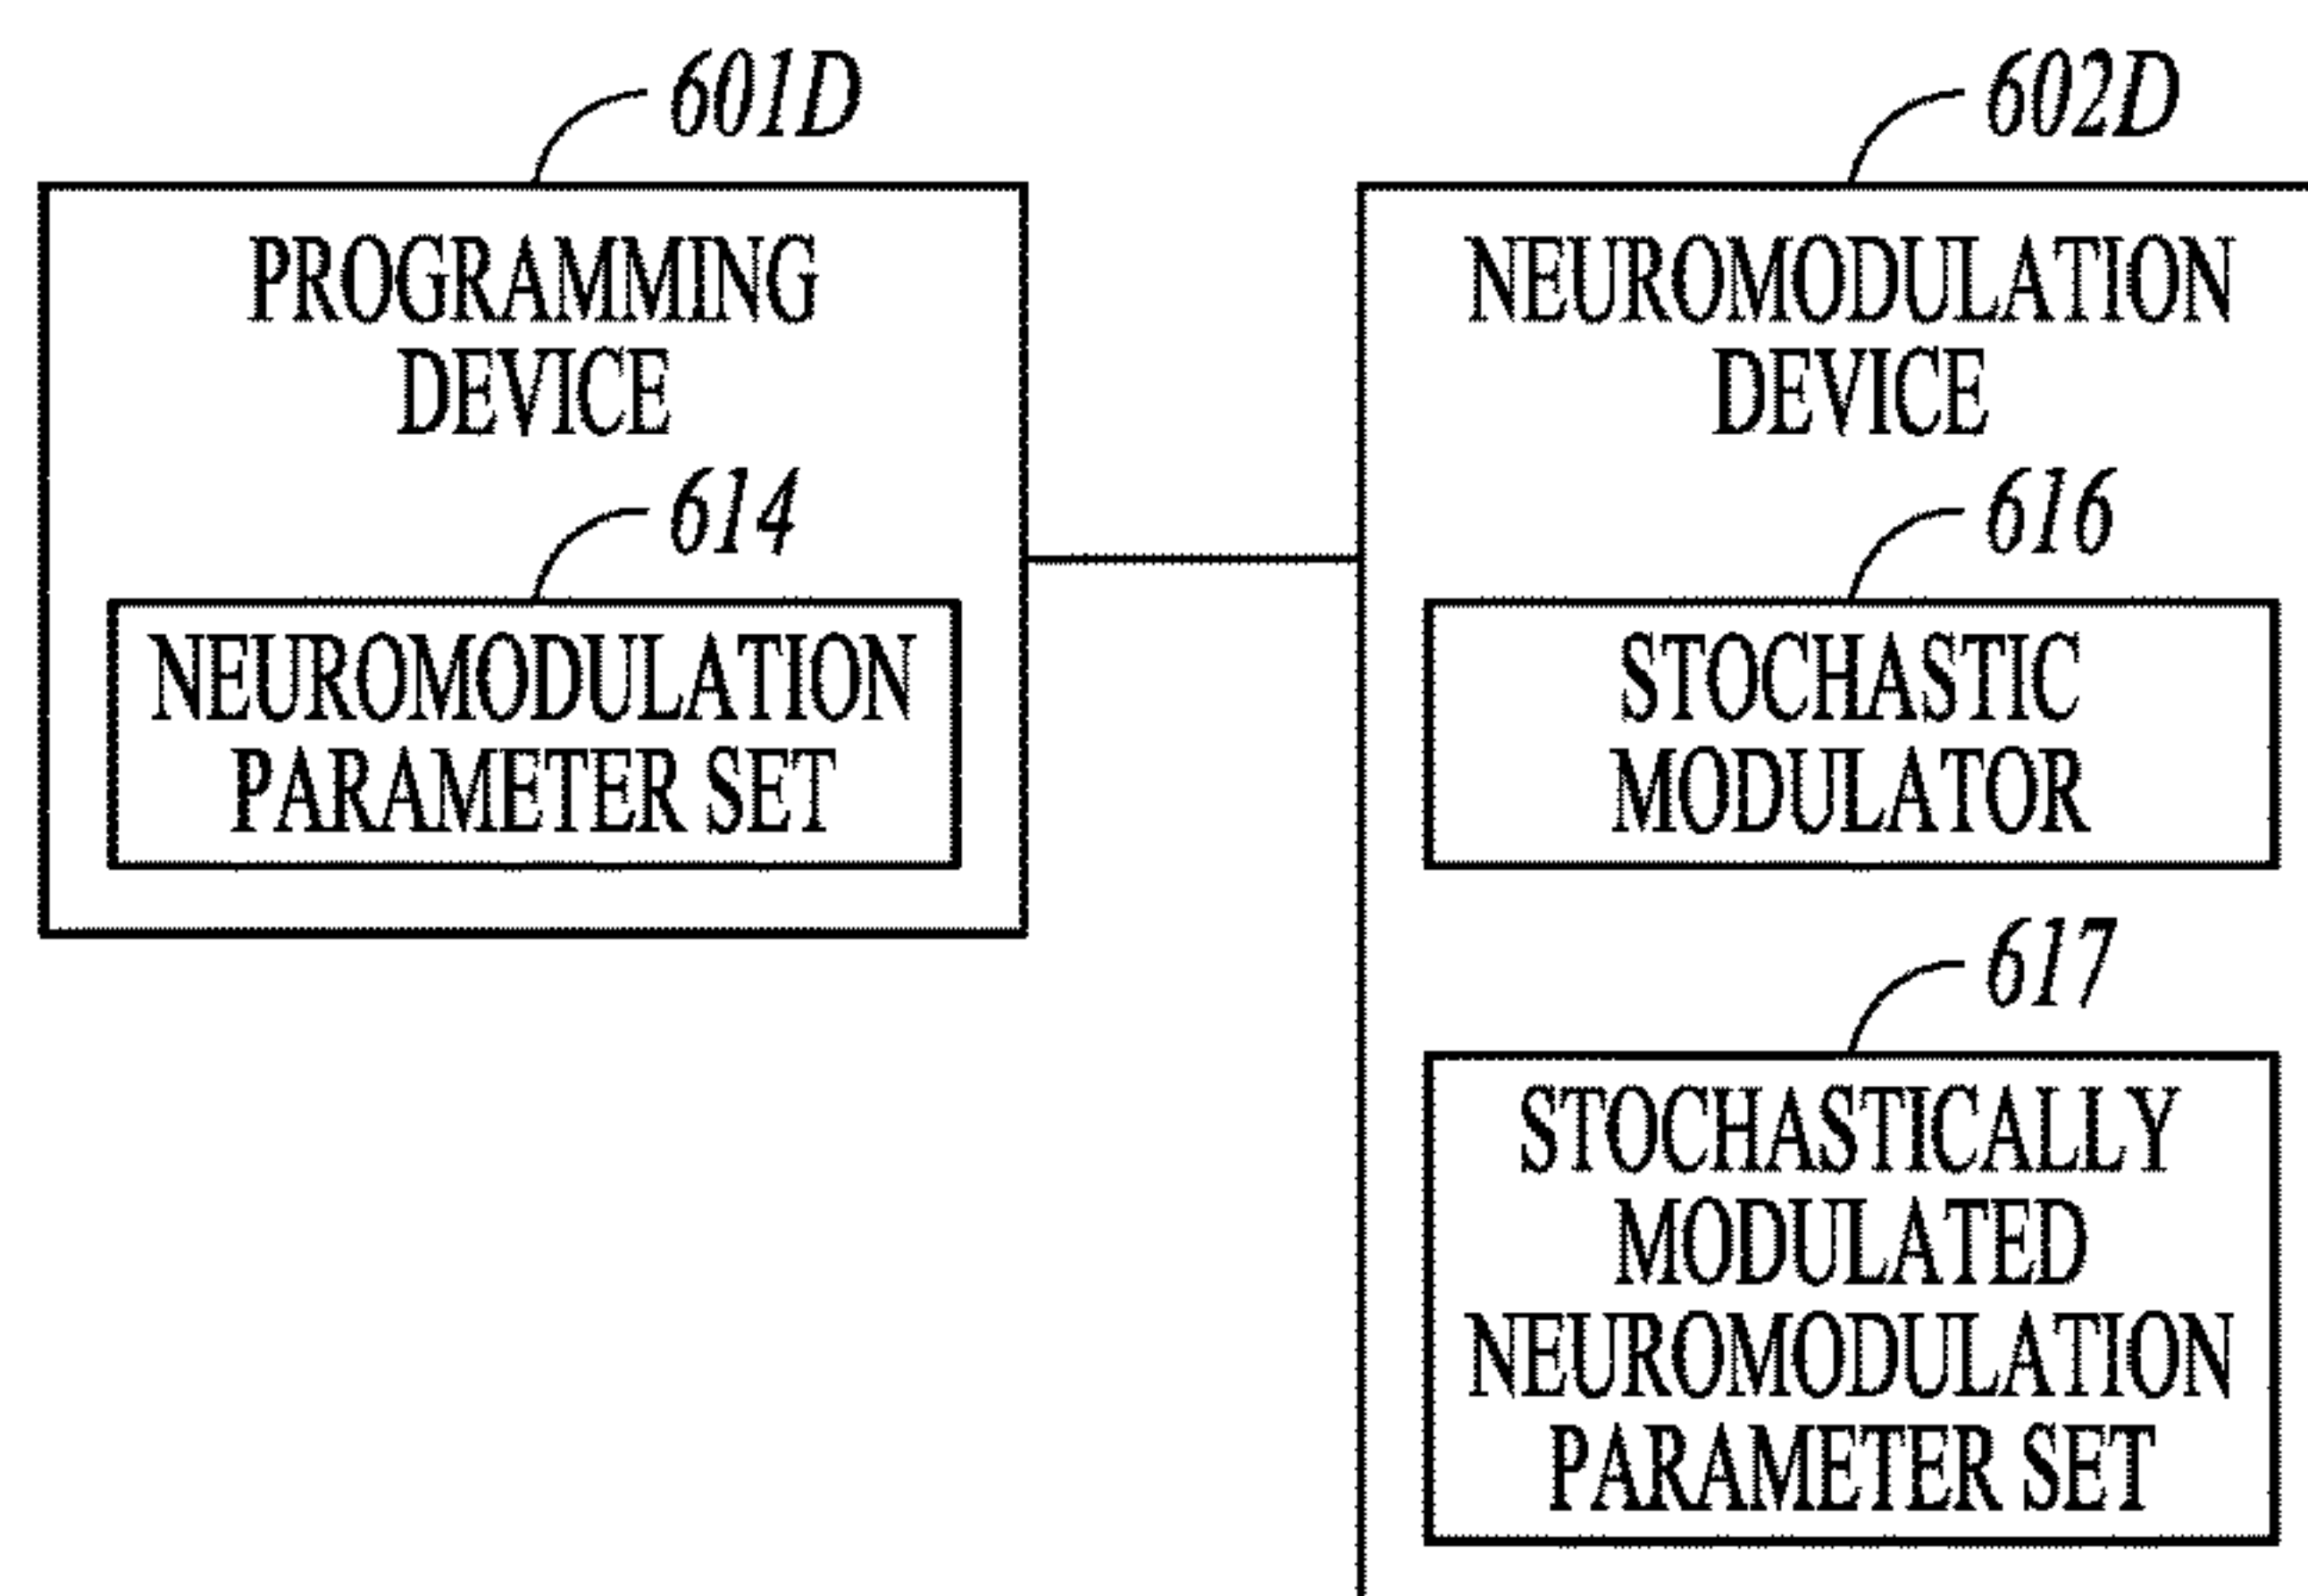 601D
PROGRAMMING
DEVICE
614
NEUROMODULATION
PARAMETER SET
602D
NEUROMODULATION
DEVICE
616
STOCHASTIC
MODULATOR
617
STOCHASTICALLY
MODULATED
NEUROMODULATION
PARAMETER SET